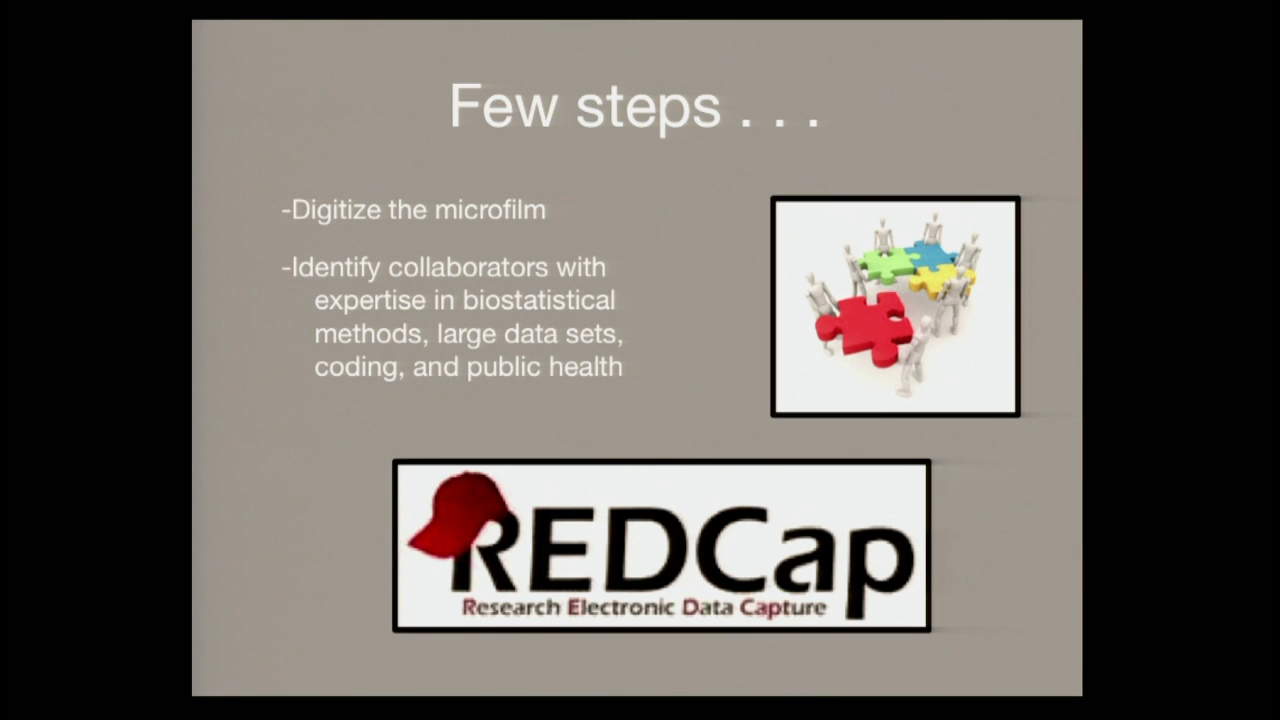 Few steps . . .
-Digitize the microfilm
-Identify collaborators with
expertise in biostatistical
methods, large data sets,
coding, and public health
REDCap
Research Electronic Data Capture